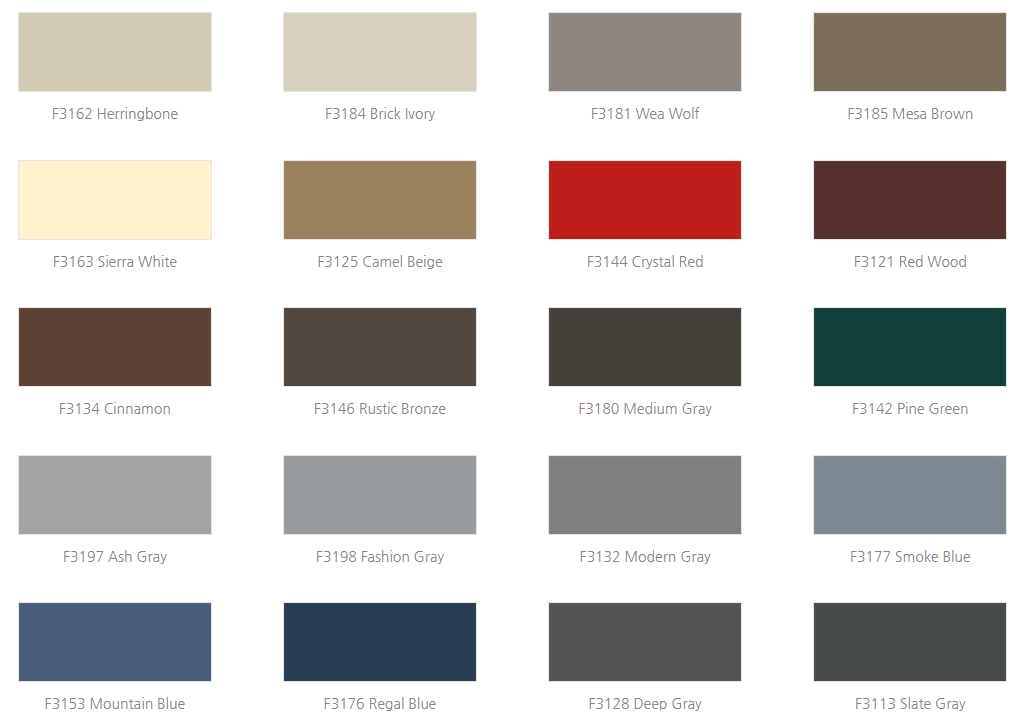 F3162 Herringbone
F3184 Brick Ivory
F3181 Wea Wolf
F3185 Mesa Brown
F3163 Sierra White
F3125 Camel Beige
F3144 Crystal Red
F3121 Red Wood
F3134 Cinnamon
F3146 Rustic Bronze
F3180 Medium Gray
F3142 Pine Green
F3197 Ash Gray
F3198 Fashion Gray
F3132 Modern Gray
F3177 Smoke Blue
F3153 Mountain Blue
F3176 Regal Blue
F3128 Deep Gray
F3113 Slate Gray